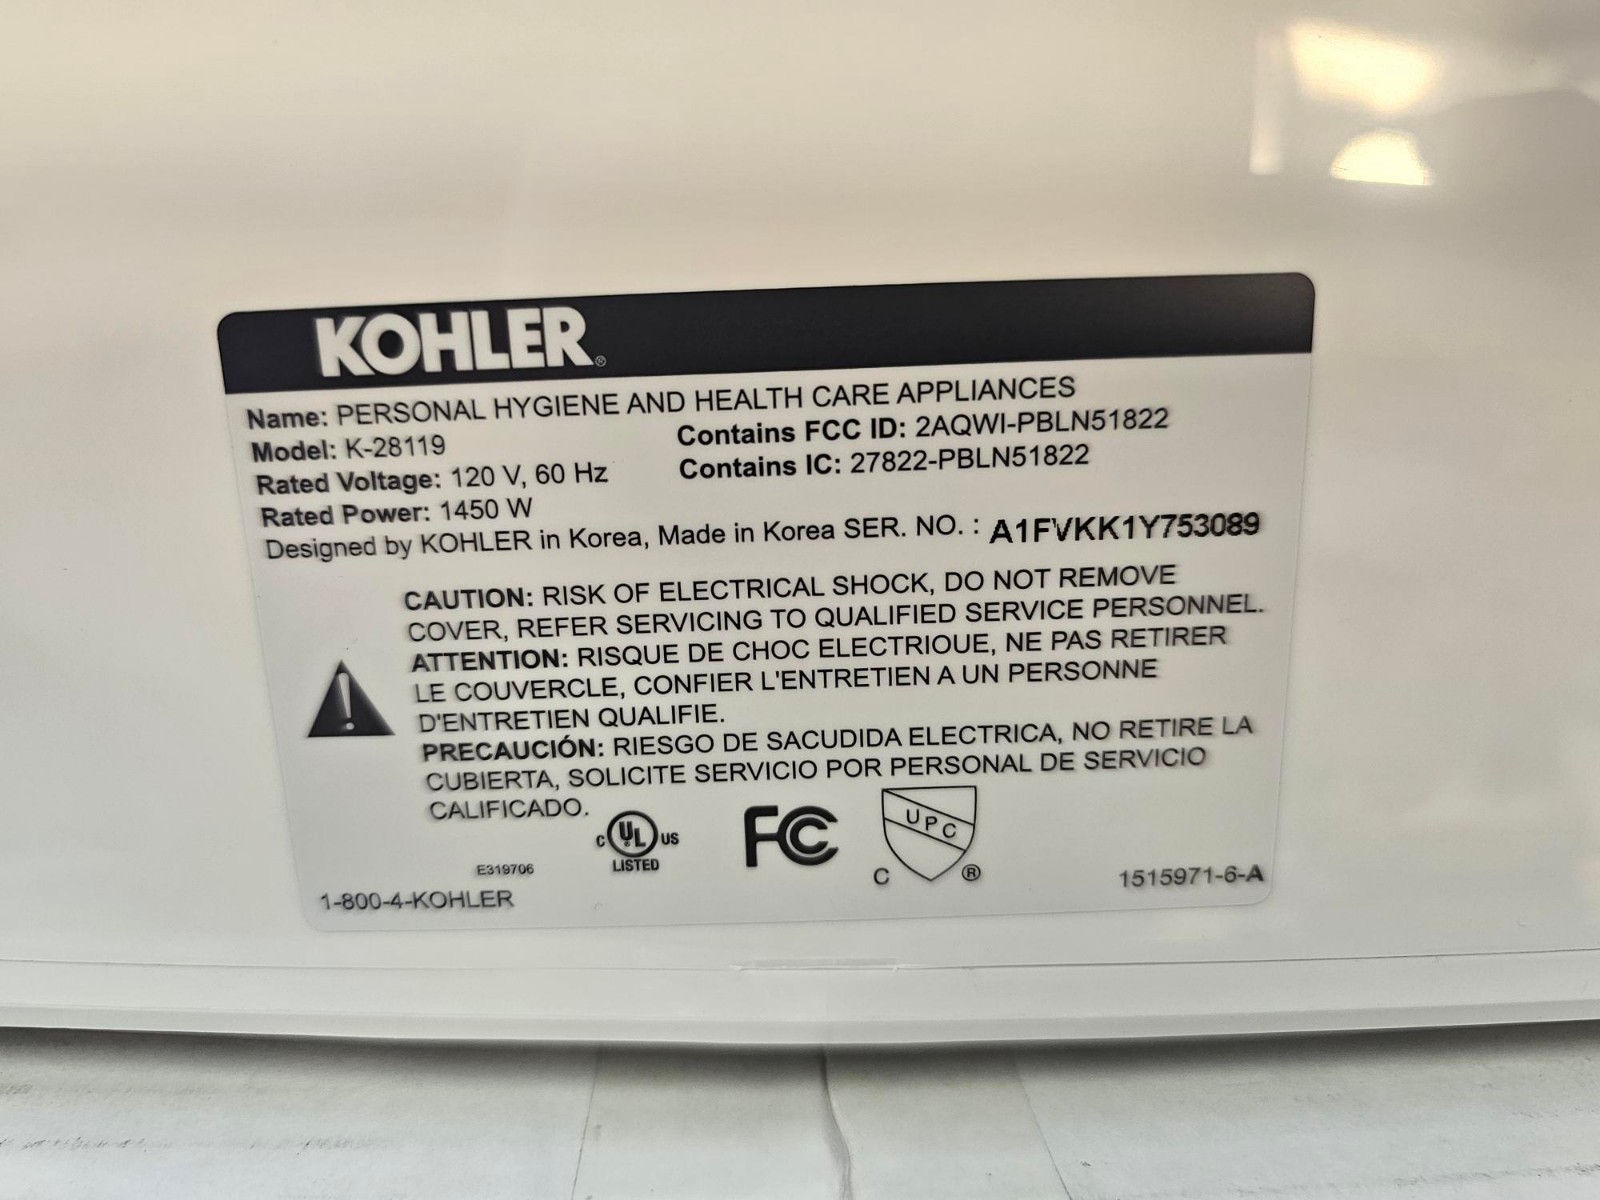 KOHLER®
Name: PERSONAL HYGIENE AND HEALTH CARE APPLIANCES
Model: K-28119
Contains FCC ID: 2AQWI-PBLN51822
Rated Voltage: 120 V, 60 Hz
Contains IC: 27822-PBLN51822
Rated Power: 1450 W
Designed by KOHLER in Korea, Made in Korea SER. NO. : A1FVKK1Y753089
CAUTION: RISK OF ELECTRICAL SHOCK, DO NOT REMOVE
COVER, REFER SERVICING TO QUALIFIED SERVICE PERSONNEL.
ATTENTION: RISQUE DE CHOC ELECTRIOUE, NE PAS RETIRER
LE COUVERCLE, CONFIER L'ENTRETIEN A UN PERSONNE
D'ENTRETIEN QUALIFIE.
PRECAUCIÓN: RIESGO DE SACUDIDA ELECTRICA, NO RETIRE LA
CUBIERTA, SOLICITE SERVICIO POR PERSONAL DE SERVICIO
CALIFICADO.
C UL US
LISTED
FC
UPC
C ®
E319706
1-800-4-KOHLER
1515971-6-A